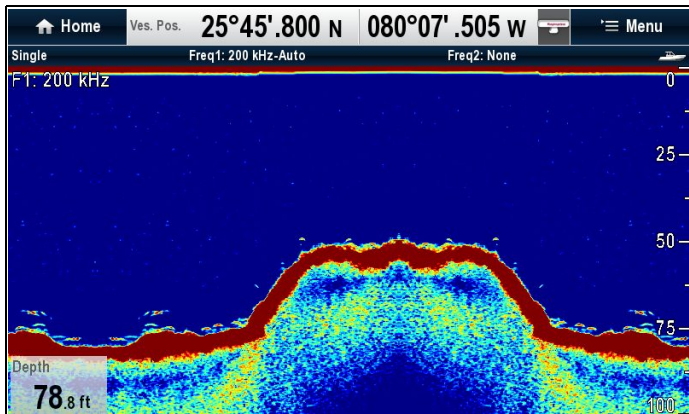 Home Ves. Pos. 25°45'.800 N 080°07'.505 W Menu
Single Freq1: 200 kHz-Auto Freq2: None
F1: 200 kHz 0
25
50
75
Depth
78.8 ft 100